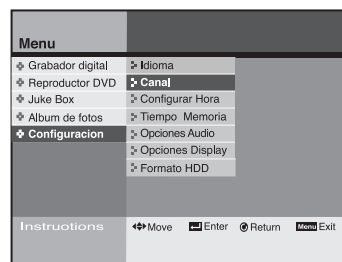 Menu
Grabador digital
Reproductor DVD
Juke Box
Album de fotos
Configuracion
Idioma
Canal
Configurar Hora
Tiempo Memoria
Opciones Audio
Opciones Display
Formato HDD
Instruotions Move Enter Return Menu Exit